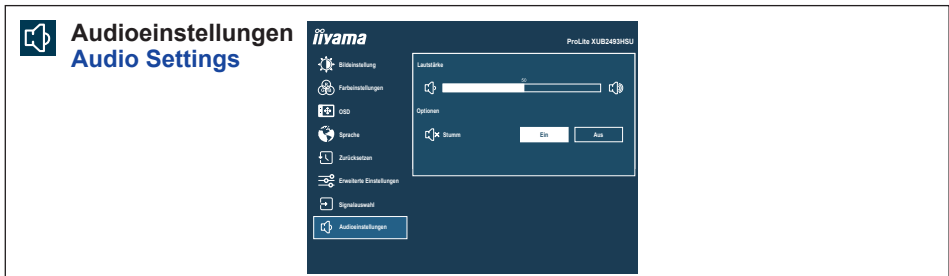 Audioeinstellungen
Audio Settings
iiyama
ProLite XUB2493HSU
Bildeinstellung
Farbeinstellungen
OSD
Sprache
Zurücksetzen
Erweiterte Einstellungen
Signalauswahl
Audioeinstellungen
Lautstärke
50
Optionen
Stumm Ein Aus